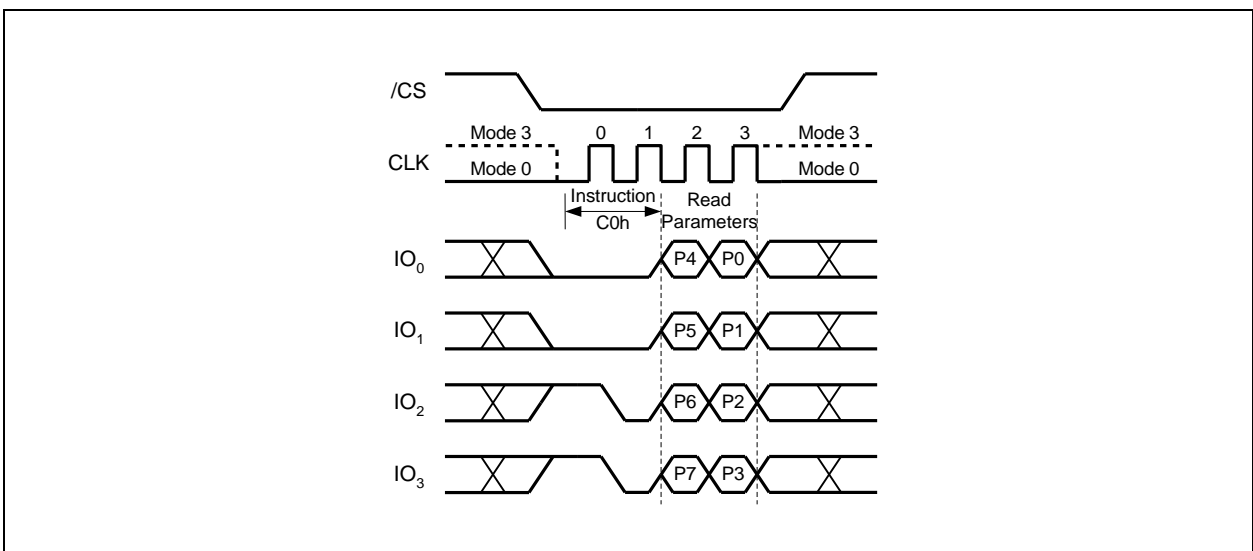 /CS
Mode 3 0 1 2 3 Mode 3
CLK
Mode 0 Mode 0
Instruction Read
C0h Parameters
IO0 P4 P0
IO1 P5 P1
IO2 P6 P2
IO3 P7 P3